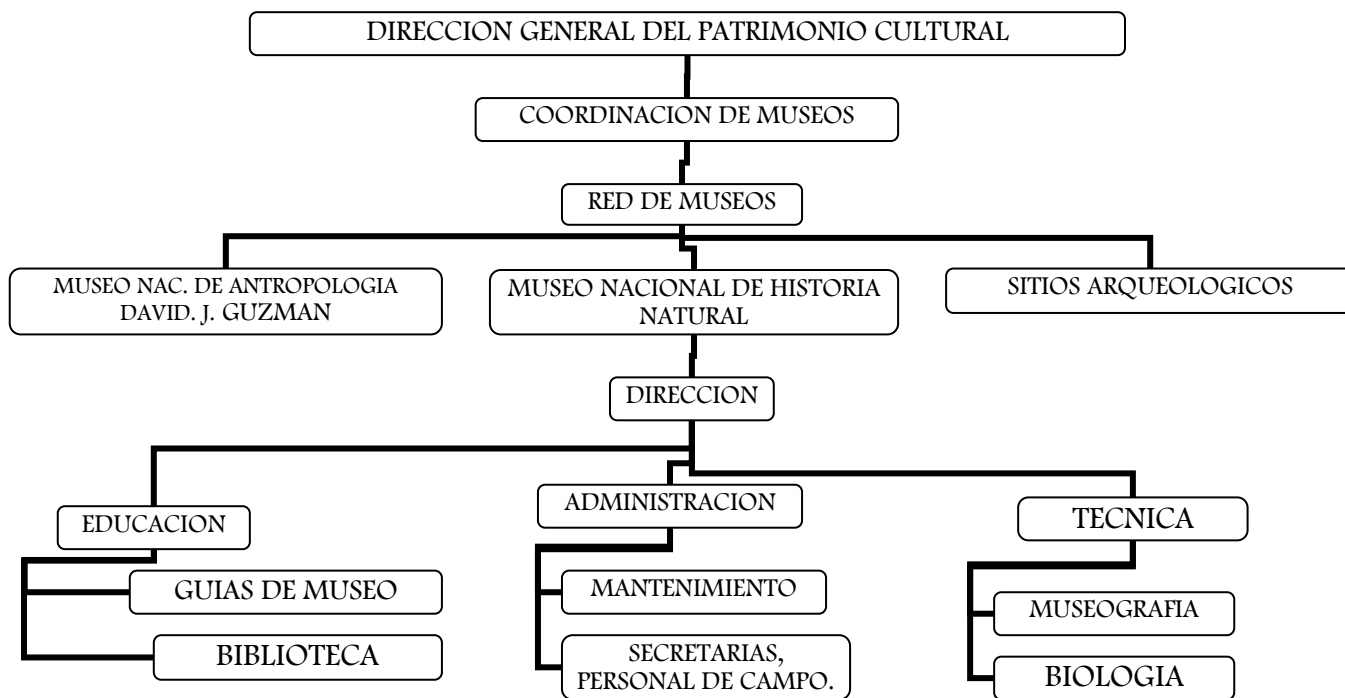 DIRECCION GENERAL DEL PATRIMONIO CULTURAL
COORDINACION DE MUSEOS
RED DE MUSEOS
MUSEO NAC. DE ANTROPOLOGIA
DAVID. J. GUZMAN
MUSEO NACIONAL DE HISTORIA
NATURAL
SITIOS ARQUEOLOGICOS
DIRECCION
EDUCACION
ADMINISTRACION
TECNICA
GUIAS DE MUSEO
MANTENIMIENTO
MUSEOGRAFIA
BIBLIOTECA
SECRETARIAS,
PERSONAL DE CAMPO.
BIOLOGIA